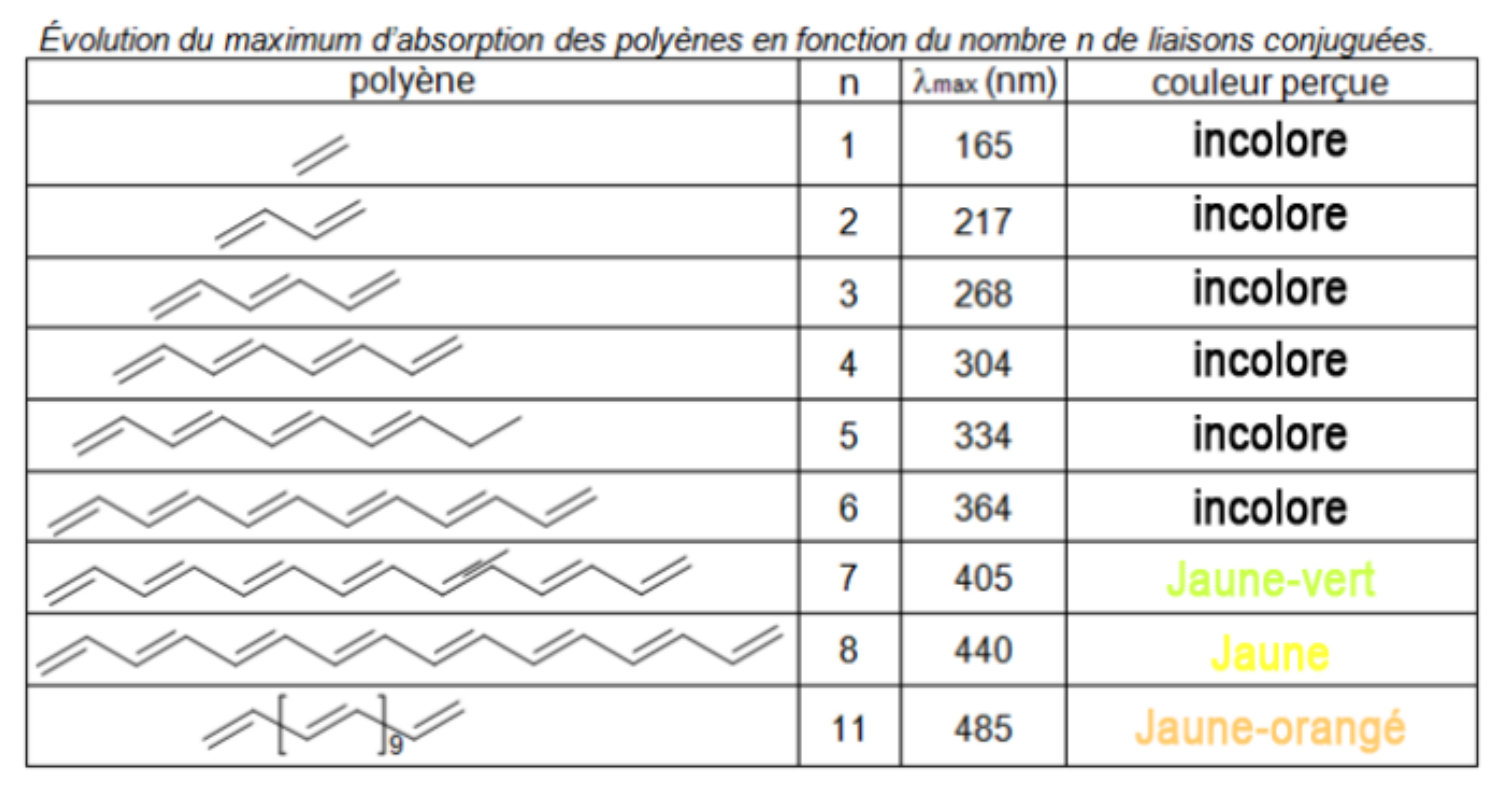 Évolution du maximum d'absorption des polyènes en fonction du nombre n de liaisons conjuguées.
polyène n λmax (nm) couleur perçue
1 165 incolore
2 217 incolore
3 268 incolore
4 304 incolore
5 334 incolore
6 364 incolore
7 405 Jaune-vert
8 440 Jaune
[ ]9 11 485 Jaune-orangé